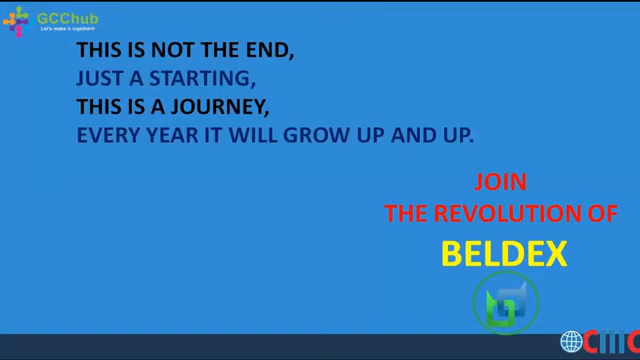 GCChub
Let's make it together!!
THIS IS NOT THE END,
JUST A STARTING,
THIS IS A JOURNEY,
EVERY YEAR IT WILL GROW UP AND UP.
JOIN
THE REVOLUTION OF
BELDEX